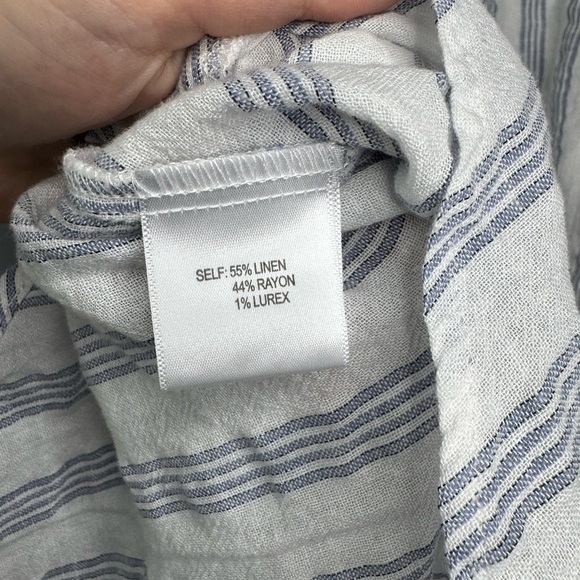 SELF: 55% LINEN
44% RAYON
1% LUREX